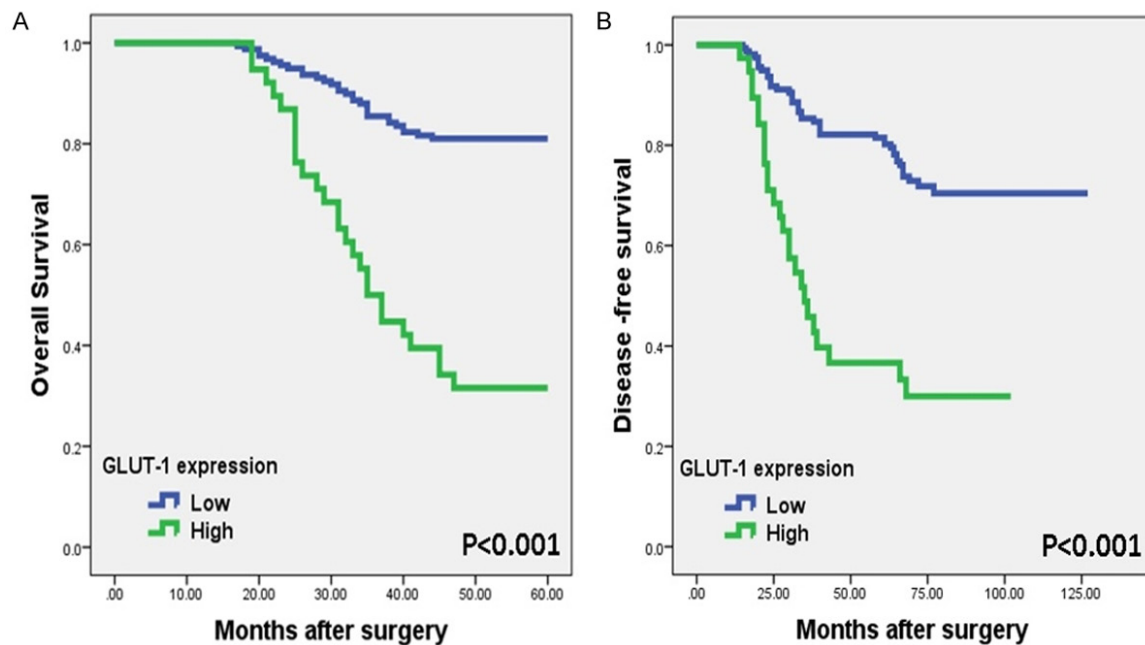 A
Overall Survival
1.0
0.8
0.6
0.4
0.2
0.0
GLUT-1 expression
Low
High
P<0.001
.00 10.00 20.00 30.00 40.00 50.00 60.00
Months after surgery
B
Disease -free survival
1.0
0.8
0.6
0.4
0.2
0.0
GLUT-1 expression
Low
High
P<0.001
.00 25.00 50.00 75.00 100.00 125.00
Months after surgery